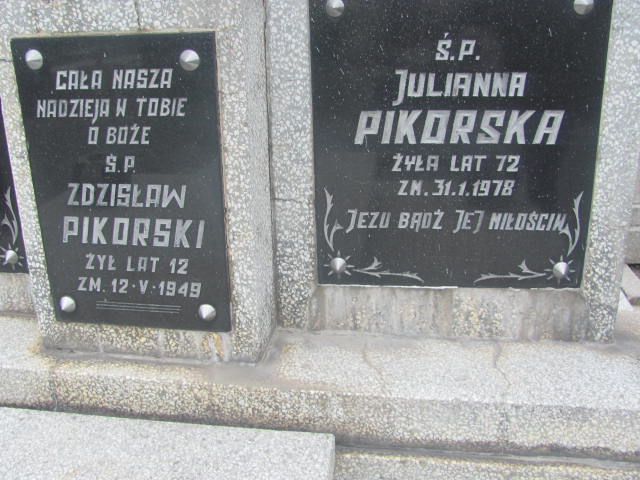 CAŁA NASZA
NADZIEJA W TOBIE
O BOŻE
Ś.P.
ZDZISŁAW
PIKORSKI
ŻYŁ LAT 12
ZM. 12·V·1949
Ś.P.
JULIANNA
PIKORSKA
ŻYŁA LAT 72
ZM. 31.1.1978
JEZU BĄDŹ JEJ MIŁOŚCIW